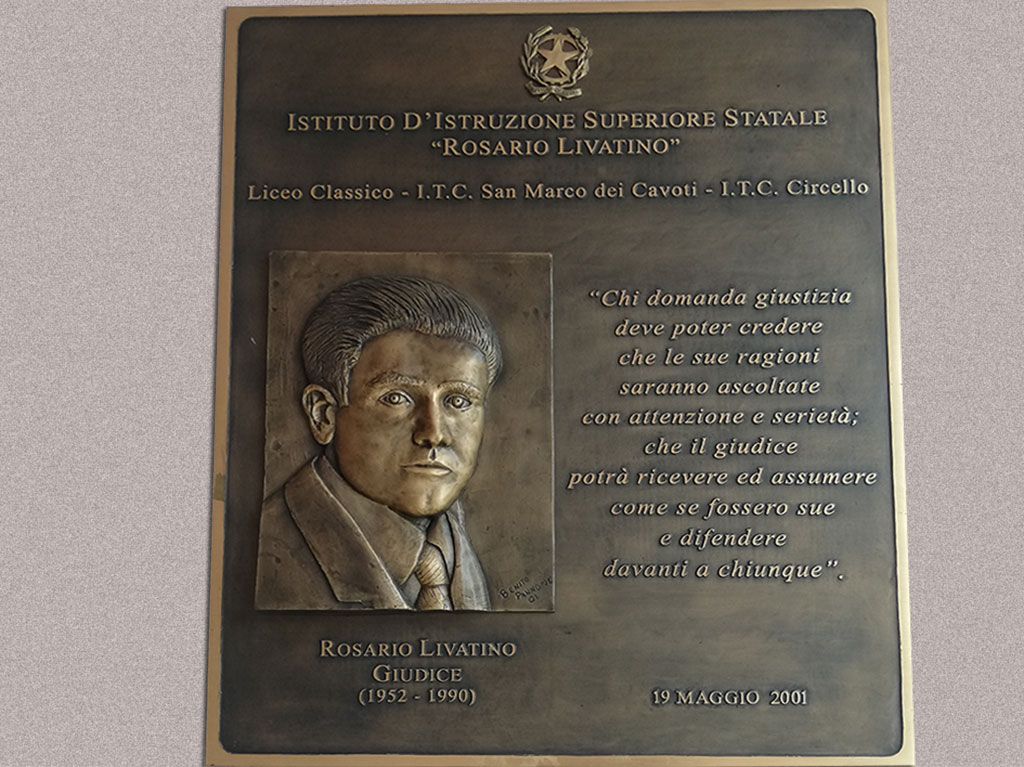 ISTITUTO D'ISTRUZIONE SUPERIORE STATALE
"ROSARIO LIVATINO"
Liceo Classico - I.T.C. San Marco dei Cavoti - I.T.C. Circello
"Chi domanda giustizia
deve poter credere
che le sue ragioni
saranno ascoltate
con attenzione e serietà;
che il giudice
potrà ricevere ed assumere
come se fossero sue
e difendere
davanti a chiunque".
BENITO
01
ROSARIO LIVATINO
GIUDICE
(1952 - 1990)
19 MAGGIO 2001